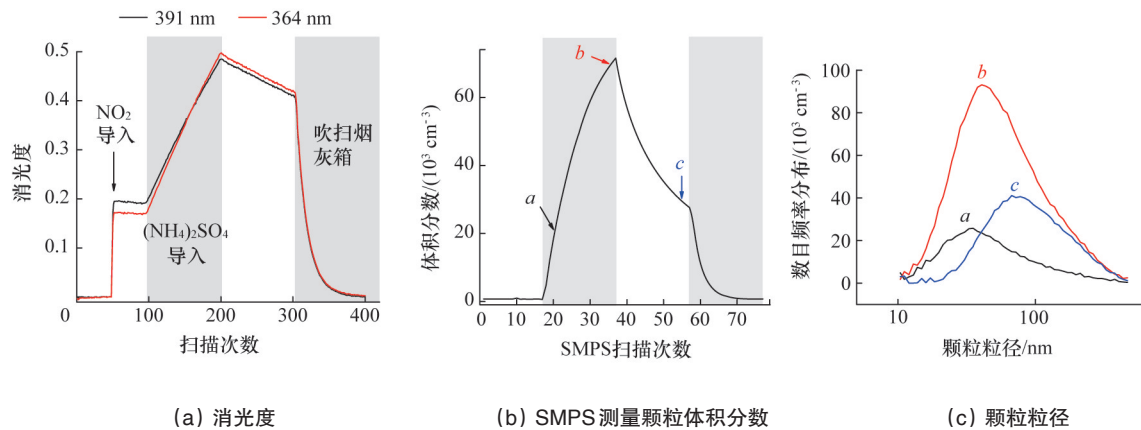 391 nm 364 nm
0.5
0.4
0.3
0.2
0.1
消光度
NO₂
导入
(NH₄)₂SO₄
导入
吹扫烟
灰箱
0 100 200 300 400
扫描次数
(a) 消光度
60
40
20
0
体积分数/(10³ cm⁻³)
a
b
c
0 10 20 30 40 50 60 70
SMPS扫描次数
(b) SMPS测量颗粒体积分数
100
80
60
40
20
0
数目频率分布/(10³ cm⁻³)
b
c
a
10 100
颗粒粒径/nm
(c) 颗粒粒径